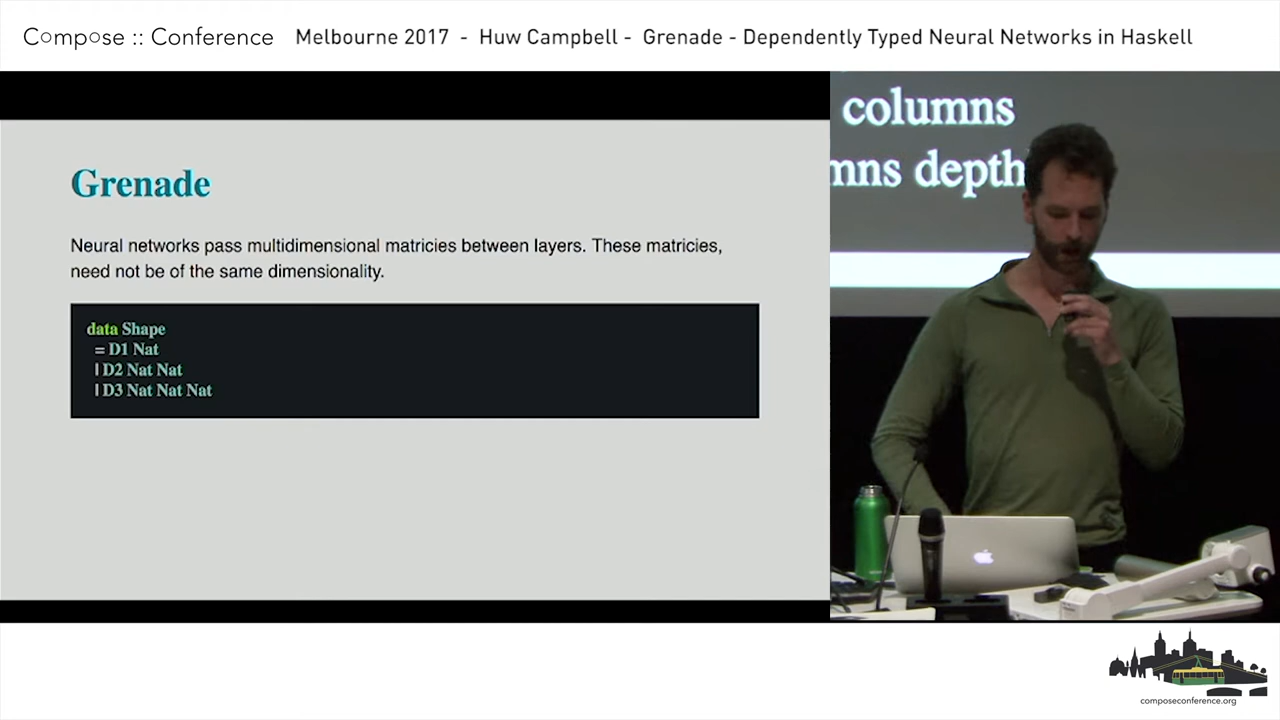 Compose :: Conference Melbourne 2017 - Huw Campbell - Grenade - Dependently Typed Neural Networks in Haskell
Grenade
Neural networks pass multidimensional matricies between layers. These matricies,
need not be of the same dimensionality.
data Shape
= D1 Nat
| D2 Nat Nat
| D3 Nat Nat Nat
columns
depth
composeconference.org